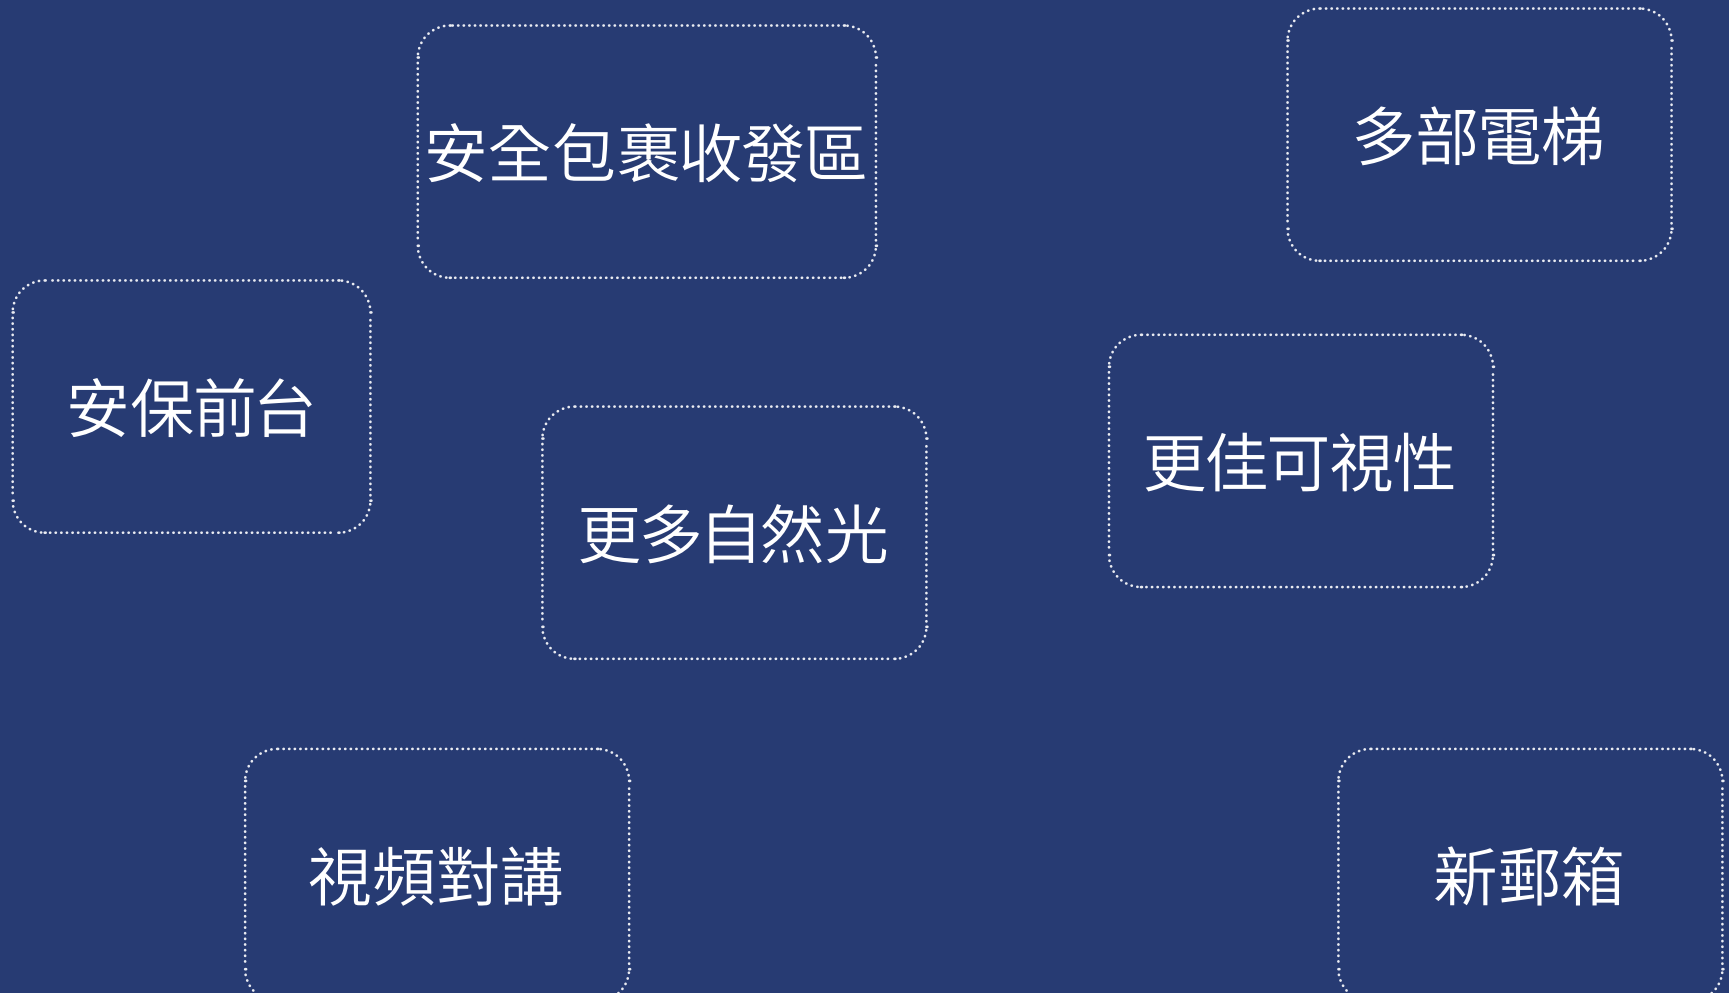 安全包裹收發區
多部電梯
安保前台
更佳可視性
更多自然光
視頻對講
新郵箱